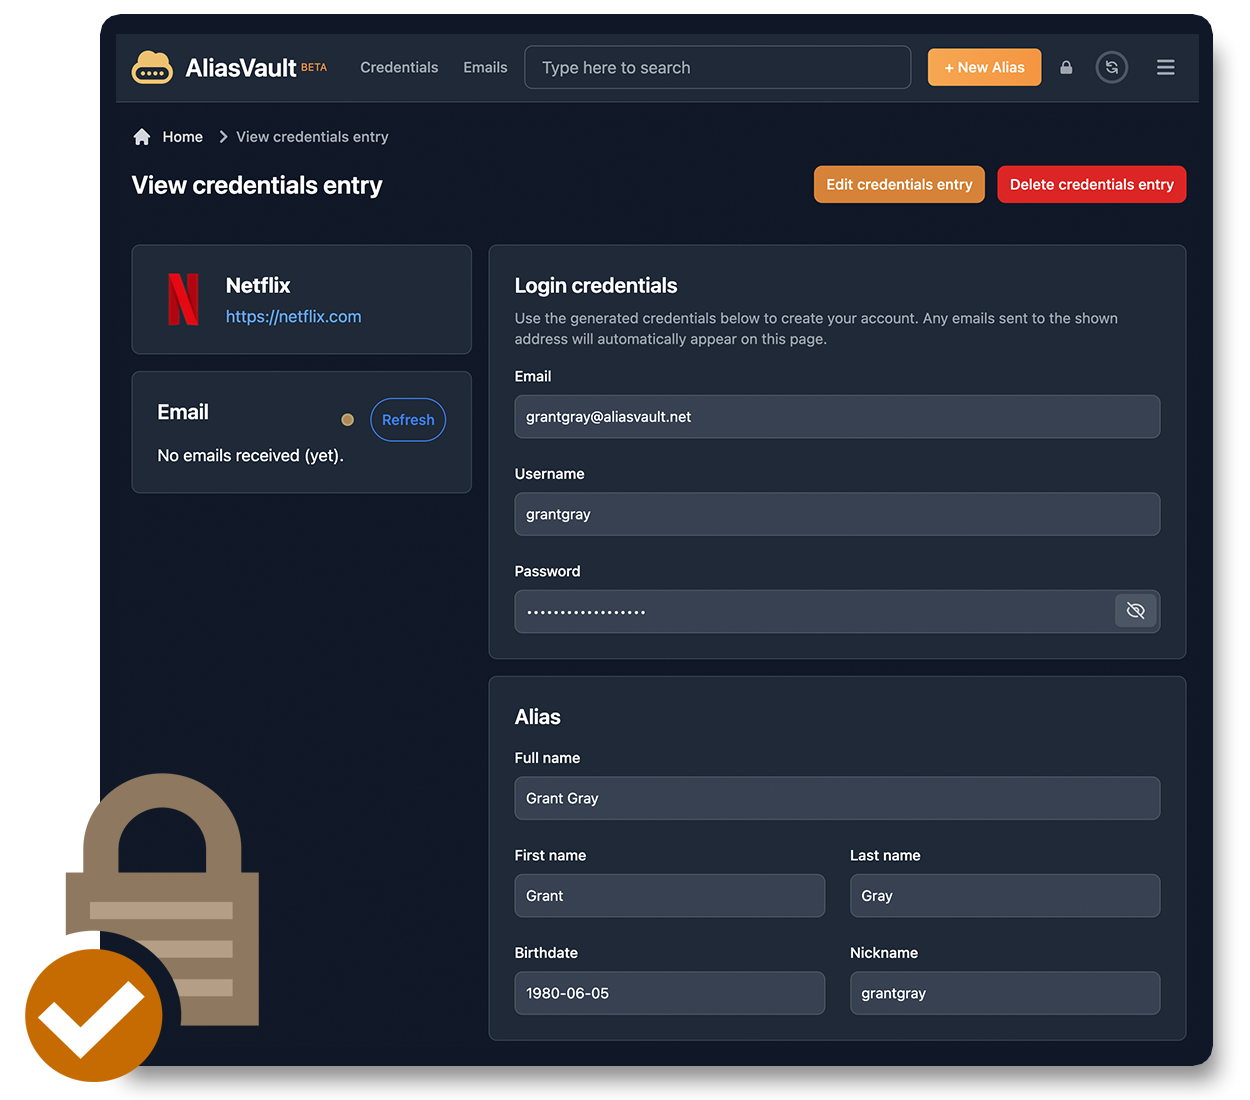 AliasVault BETA
Credentials
Emails
Type here to search
+ New Alias
Home
View credentials entry
View credentials entry
Edit credentials entry
Delete credentials entry
Netflix
https://netflix.com
Email
Refresh
No emails received (yet).
Login credentials
Use the generated credentials below to create your account. Any emails sent to the shown
address will automatically appear on this page.
Email
grantgray@aliasvault.net
Username
grantgray
Password
••••••••••••••••••
Alias
Full name
Grant Gray
First name
Last name
Grant
Gray
Birthdate
Nickname
1980-06-05
grantgray